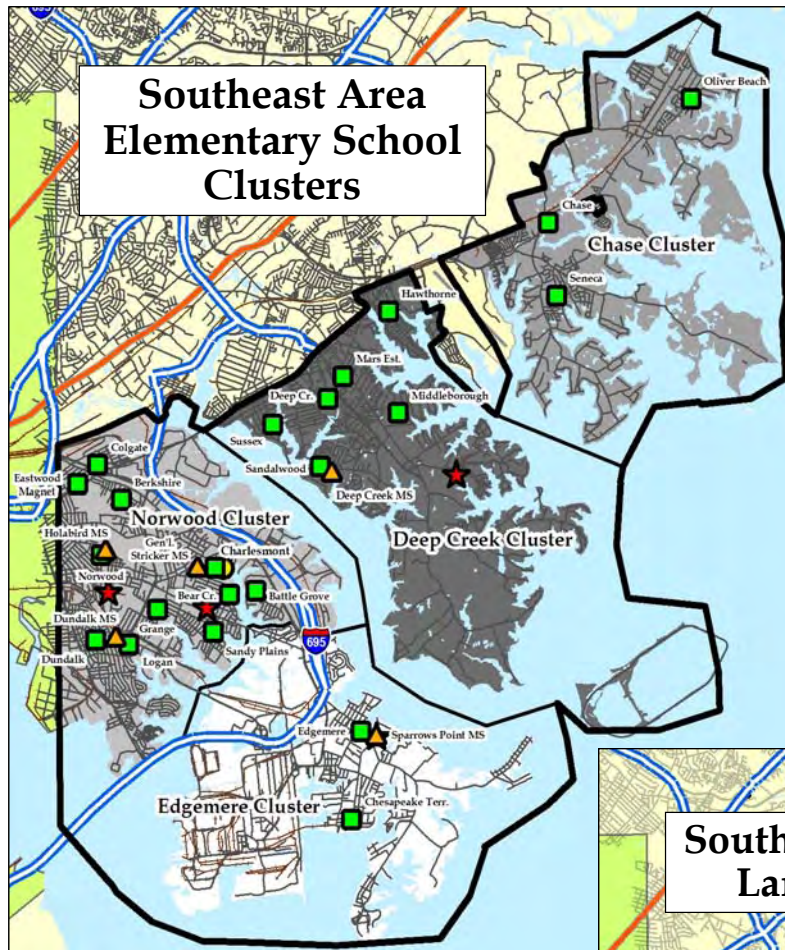 695
Southeast Area
Elementary School
Clusters
Oliver Beach
Chase
Chase Cluster
Seneca
Hawthorne
Mars Est.
Deep Cr.
Middleborough
Sussex
Sandalwood
Deep Creek MS
Deep Creek Cluster
Colgate
Eastwood
Magnel
Berkshire
Norwood Cluster
Holabird MS
Gen'l.
Stricker MS
Charlesmont
Norwood
Bear Cr.
Battle Grove
Dundalk MS
Grange
Dundalk
Logan
Sandy Plains
695
Edgemere
Sparrows Point MS
Edgemere Cluster
Chesapeake Terr.
South
Lar